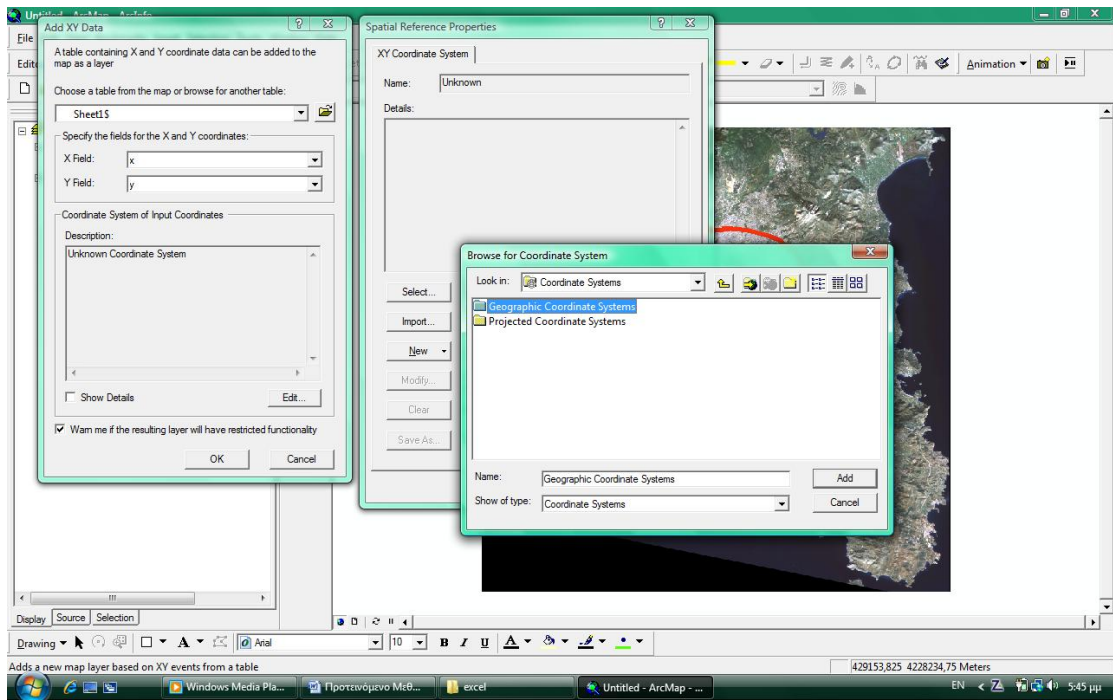 Untitled - ArcMap - ArcInfo
File
Add XY Data
A table containing X and Y coordinate data can be added to the
map as a layer
Choose a table from the map or browse for another table:
Sheet1$
Specify the fields for the X and Y coordinates:
X Field: x
Y Field: y
Coordinate System of Input Coordinates
Description:
Unknown Coordinate System
Show Details
Edit...
Warn me if the resulting layer will have restricted functionality
OK Cancel
Spatial Reference Properties
XY Coordinate System
Name: Unknown
Details:
Select...
Import...
New
Modify...
Clear
Save As...
Animation
Browse for Coordinate System
Look in: Coordinate Systems
Geographic Coordinate Systems
Projected Coordinate Systems
Name: Geographic Coordinate Systems Add
Show of type: Coordinate Systems Cancel
Display Source Selection
Drawing A Arial 10 B I U A
Adds a new map layer based on XY events from a table
429153,825 4228234,75 Meters
Windows Media Pla... Προτεινόμενο Μεθ... excel Untitled - ArcMap - ... EN 5:45 μμ